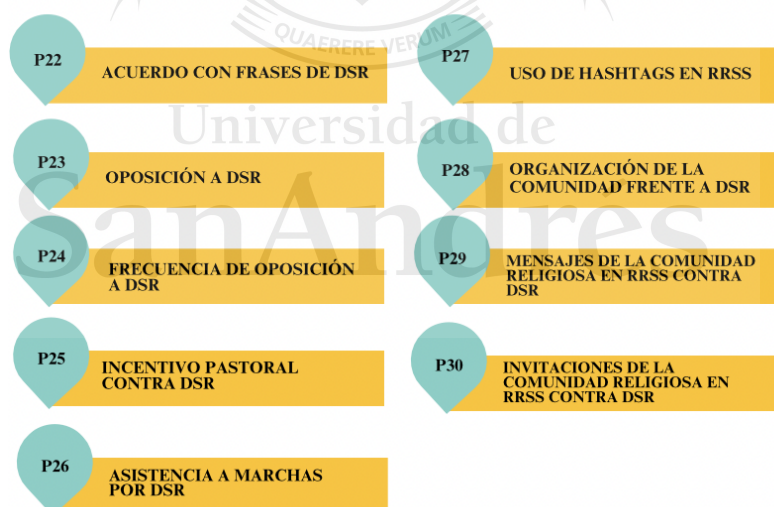 QUAERERE VERUM
Universidad de
SanAndrés
P22
ACUERDO CON FRASES DE DSR
P23
OPOSICIÓN A DSR
P24
FRECUENCIA DE OPOSICIÓN
A DSR
P25
INCENTIVO PASTORAL
CONTRA DSR
P26
ASISTENCIA A MARCHAS
POR DSR
P27
USO DE HASHTAGS EN RRSS
P28
ORGANIZACIÓN DE LA
COMUNIDAD FRENTE A DSR
P29
MENSAJES DE LA COMUNIDAD
RELIGIOSA EN RRSS CONTRA
DSR
P30
INVITACIONES DE LA
COMUNIDAD RELIGIOSA EN
RRSS CONTRA DSR